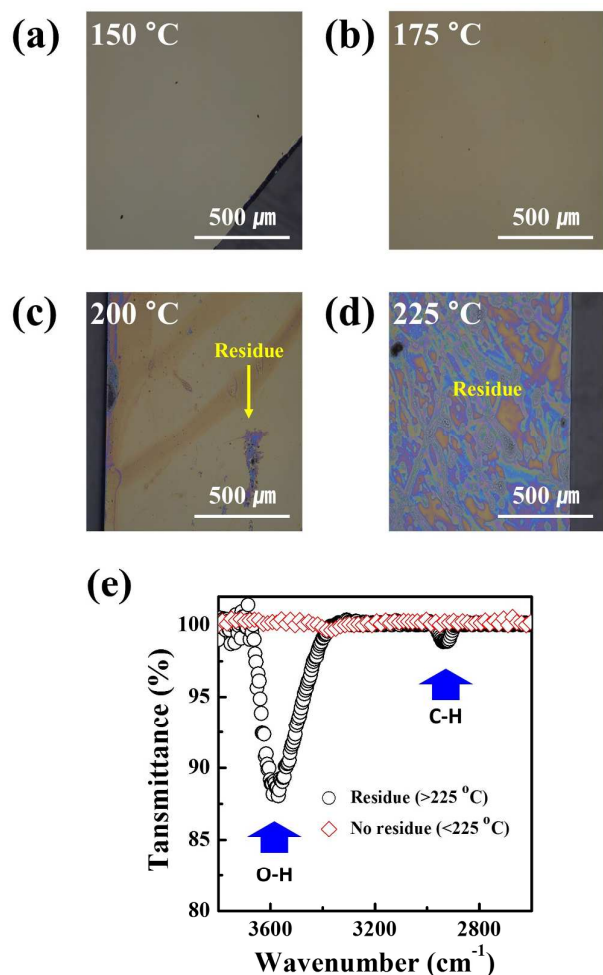 (a)
150 °C
500 µm
(b)
175 °C
500 µm
(c)
200 °C
Residue
500 µm
(d)
225 °C
Residue
500 µm
(e)
Tansmittance (%)
100
95
90
85
80
O-H
C-H
Residue (>225 °C)
No residue (<225 °C)
3600
3200
2800
Wavenumber (cm⁻¹)